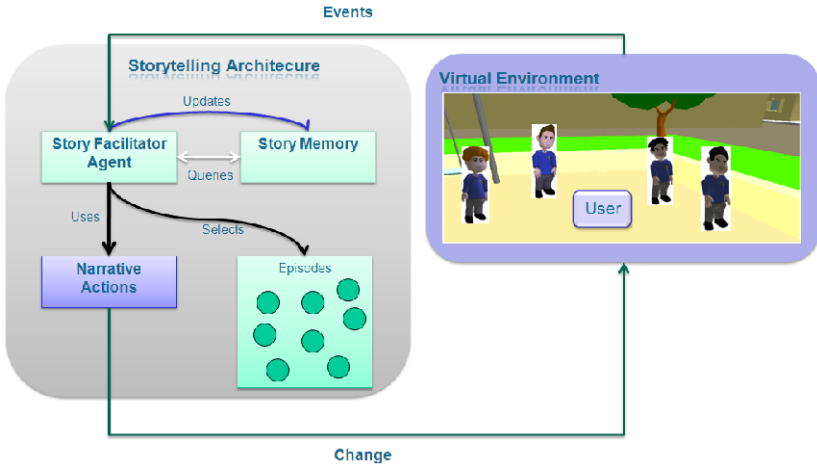 Events
Storytelling Architecure
Virtual Environment
Updates
Story Facilitator
Agent
Story Memory
Queries
User
Uses
Selects
Narrative
Actions
Episodes
Change